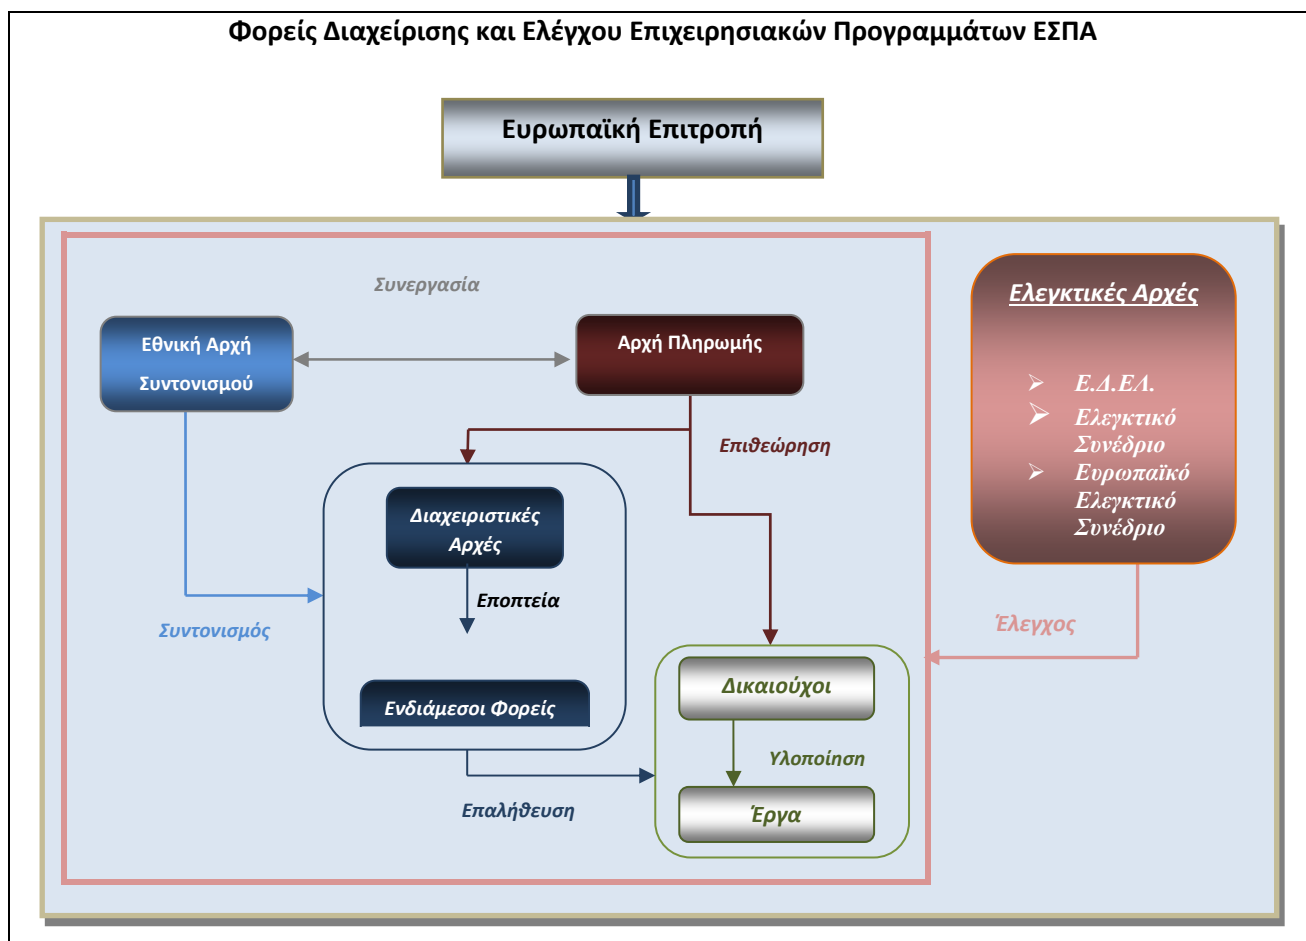 Φορείς Διαχείρισης και Ελέγχου Επιχειρησιακών Προγραμμάτων ΕΣΠΑ
Ευρωπαϊκή Επιτροπή
Συνεργασία
Εθνική Αρχή
Συντονισμού
Αρχή Πληρωμής
Ελεγκτικές Αρχές
Ε.Δ.ΕΛ.
Ελεγκτικό
Συνέδριο
Ευρωπαϊκό
Ελεγκτικό
Συνέδριο
Επιθεώρηση
Διαχειριστικές
Αρχές
Εποπτεία
Συντονισμός
Έλεγχος
Ενδιάμεσοι Φορείς
Δικαιούχοι
Υλοποίηση
Επαλήθευση
Έργα